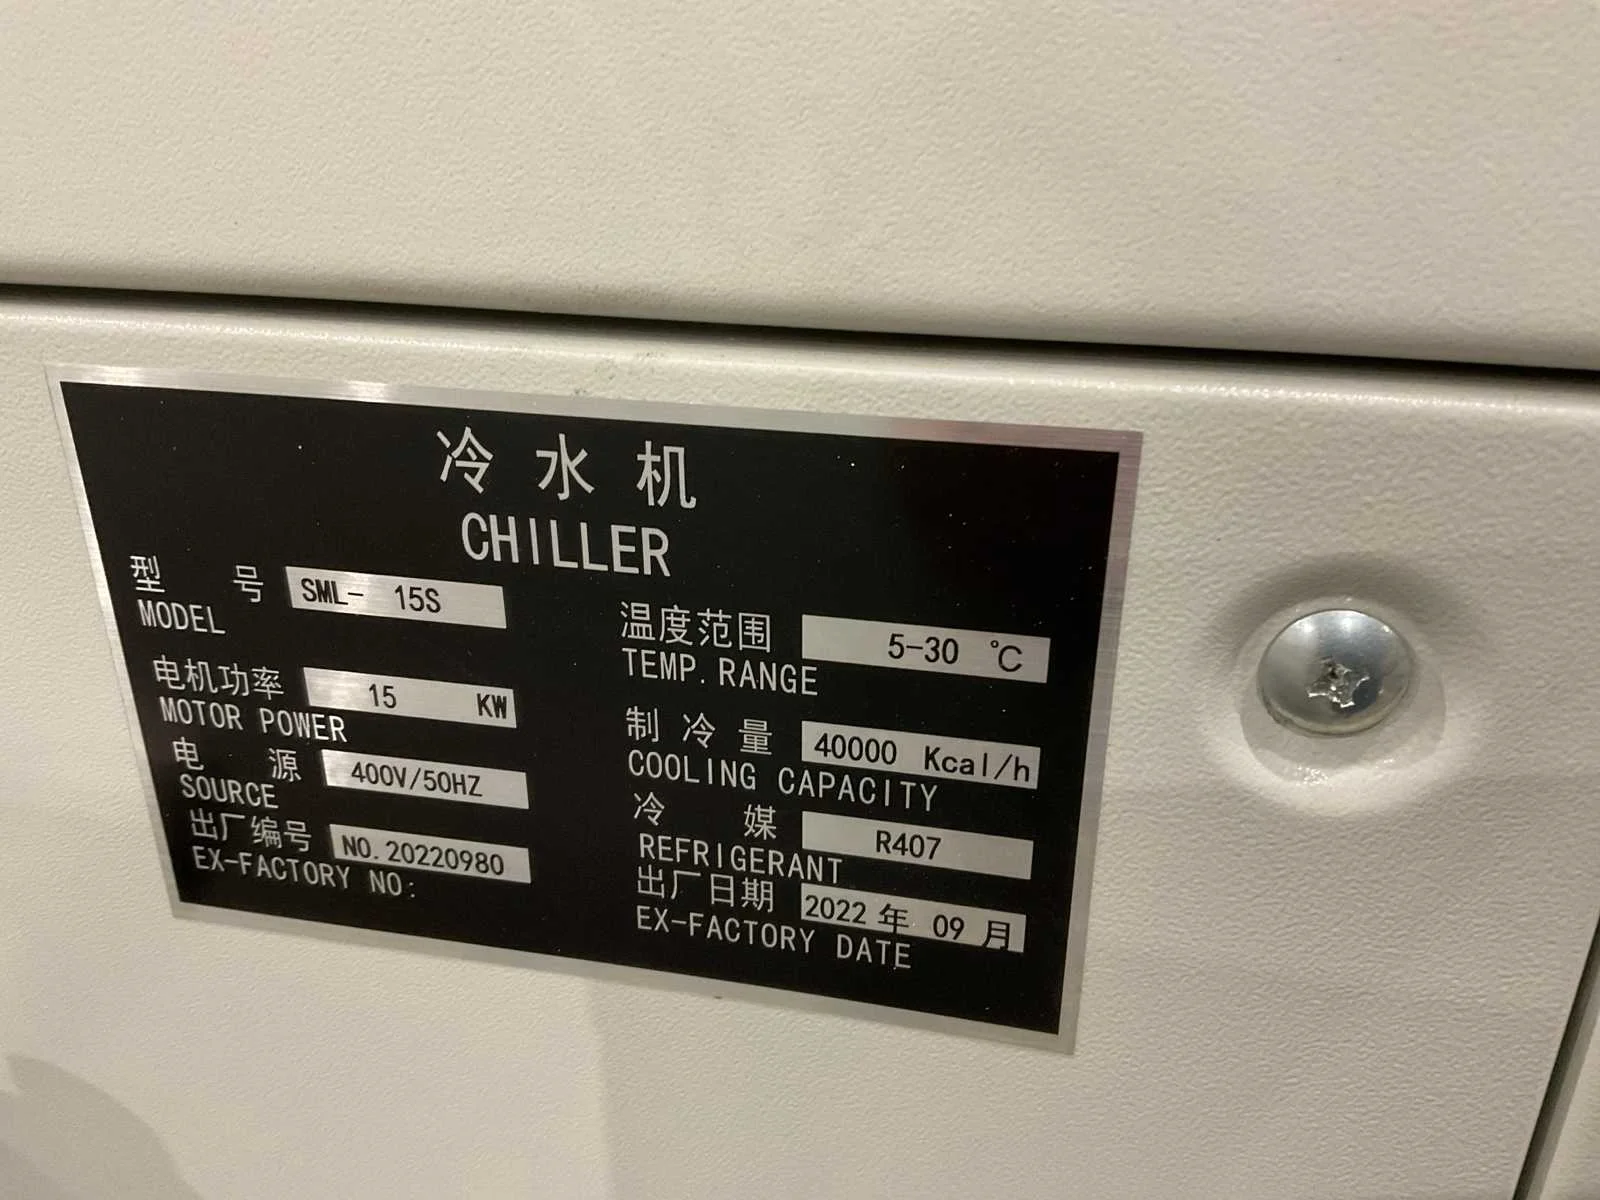 冷水机
CHILLER
型号 SML- 15S
MODEL
电机功率 15 KW
MOTOR POWER
电源 400V/50HZ
SOURCE
出厂编号 NO.20220980
EX-FACTORY NO:
温度范围 5-30 ℃
TEMP.RANGE
制冷量 40000 Kcal/h
COOLING CAPACITY
冷媒 R407
REFRIGERANT
出厂日期 2022 年 09 月
EX-FACTORY DATE